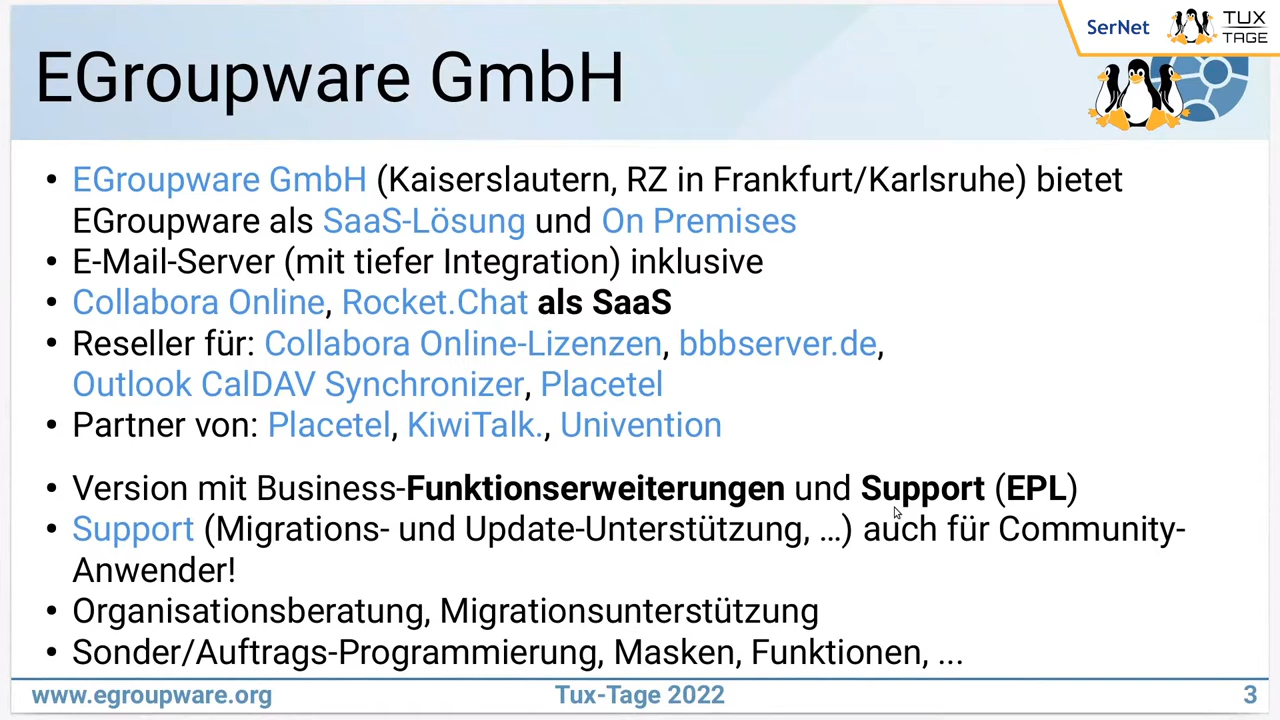 SerNet
TUX
TAGE
EGroupware GmbH
• EGroupware GmbH (Kaiserslautern, RZ in Frankfurt/Karlsruhe) bietet
EGroupware als SaaS-Lösung und On Premises
• E-Mail-Server (mit tiefer Integration) inklusive
• Collabora Online, Rocket.Chat als SaaS
• Reseller für: Collabora Online-Lizenzen, bbbserver.de,
Outlook CalDAV Synchronizer, Placetel
• Partner von: Placetel, KiwiTalk., Univention
• Version mit Business-Funktionserweiterungen und Support (EPL)
• Support (Migrations- und Update-Unterstützung, …) auch für Community-
Anwender!
• Organisationsberatung, Migrationsunterstützung
• Sonder/Auftrags-Programmierung, Masken, Funktionen, ...
www.egroupware.org
Tux-Tage 2022
3